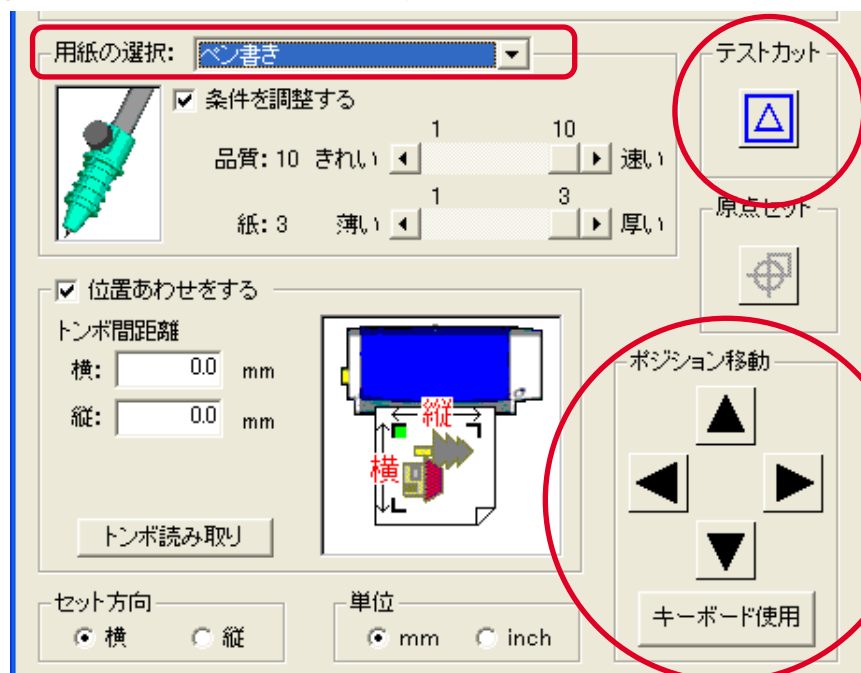 用紙の選択: ペン書き
テストカット
条件を調整する
1 10
品質: 10 きれい 速い
1 3
紙: 3 薄い 厚い
原点セット
位置あわせをする
トンボ間距離
横: 0.0 mm
縦: 0.0 mm
縦
横
トンボ読み取り
ポジション移動
キーボード使用
セット方向
横 縦
単位
mm inch